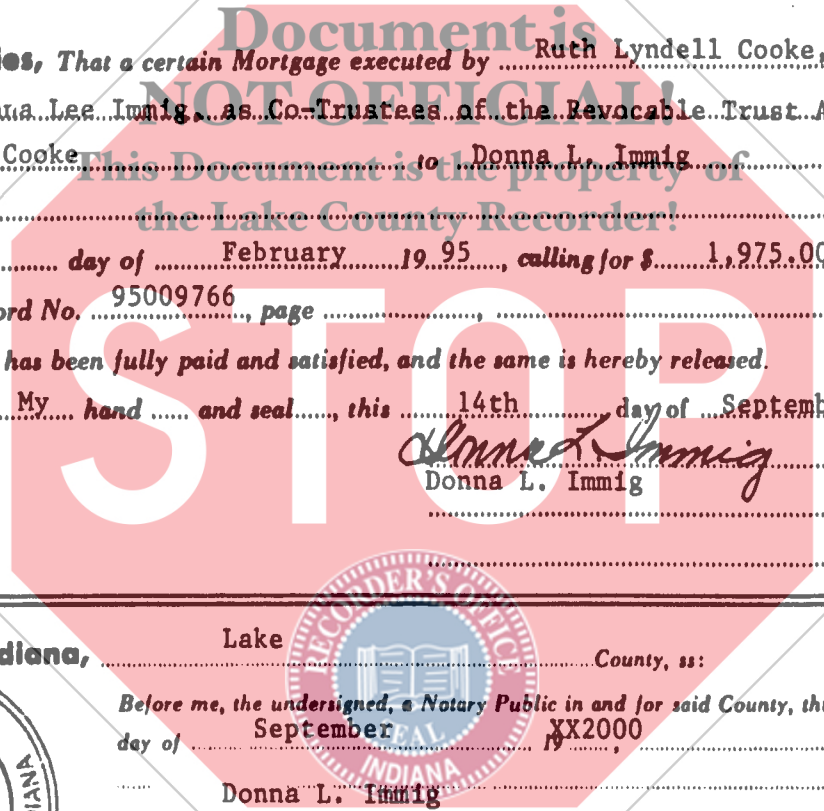 Document is
les, That a certain Mortgage executed by Ruth Lyndell Cooke,
NOT OFFICIAL!
na Lee Immig, as Co-Trustees of the Revocable Trust A
Cooke to Donna L. Immig
This Document is the property of
the Lake County Recorder!
day of February 19 95, calling for $ 1,975.00
ord No. 95009766, page ,
has been fully paid and satisfied, and the same is hereby released.
My hand and seal, this 14th day of Septemb
STOP
Donna L. Immig
Donna L. Immig
RECORDER'S OFFICE
SEAL
INDIANA
diana, Lake County, ss:
Before me, the undersigned, a Notary Public in and for said County, thi
day of September 19XX2000,
Donna L. Immig
IANA